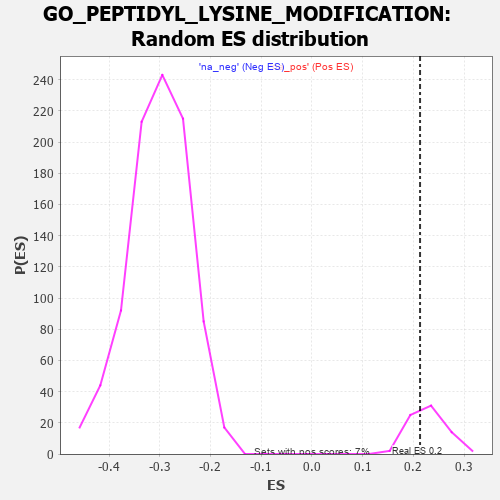 GO_PEPTIDYL_LYSINE_MODIFICATION:
Random ES distribution
'na_neg' (Neg ES)_pos' (Pos ES)
240
220
200
180
160
140
120
100
80
60
40
20
0
P(ES)
Sets with pos scores: 7%
Real ES 0.2
-0.4 -0.3 -0.2 -0.1 0.0 0.1 0.2 0.3
ES